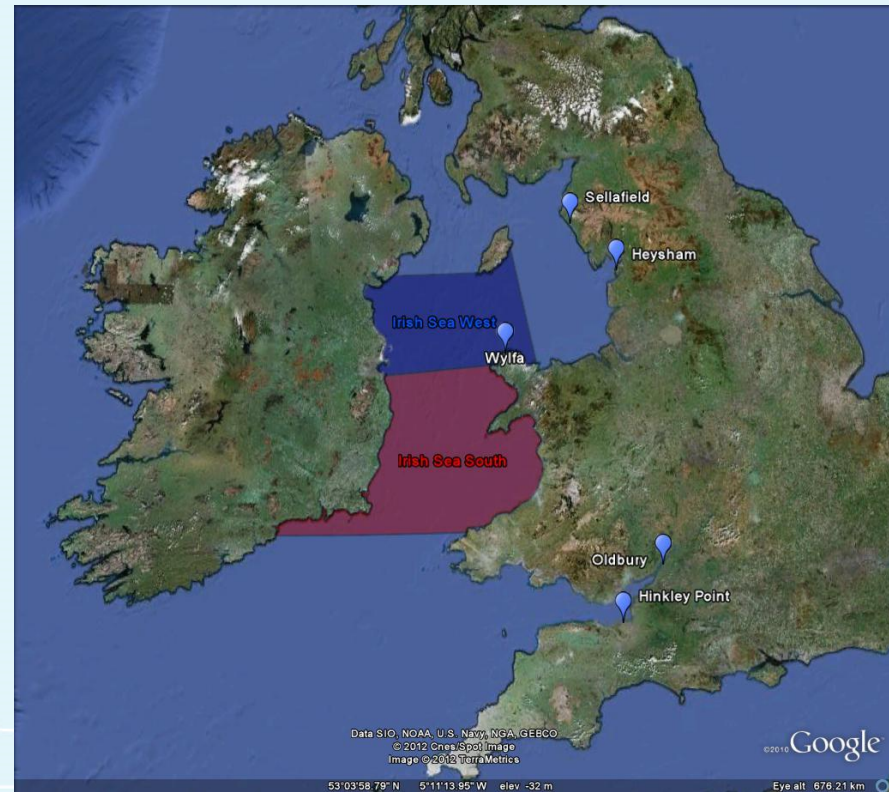 Sellafield
Heysham
Irish Sea West
Wylfa
Irish Sea South
Oldbury
Hinkley Point
Data SIO, NOAA, U.S. Navy, NGA, GEBCO
© 2012 Cnes/Spot Image
Image © 2012 TerraMetrics
©2010 Google
53°03'58.79" N 5°11'13.95" W elev -32 m Eye alt 676.21 km